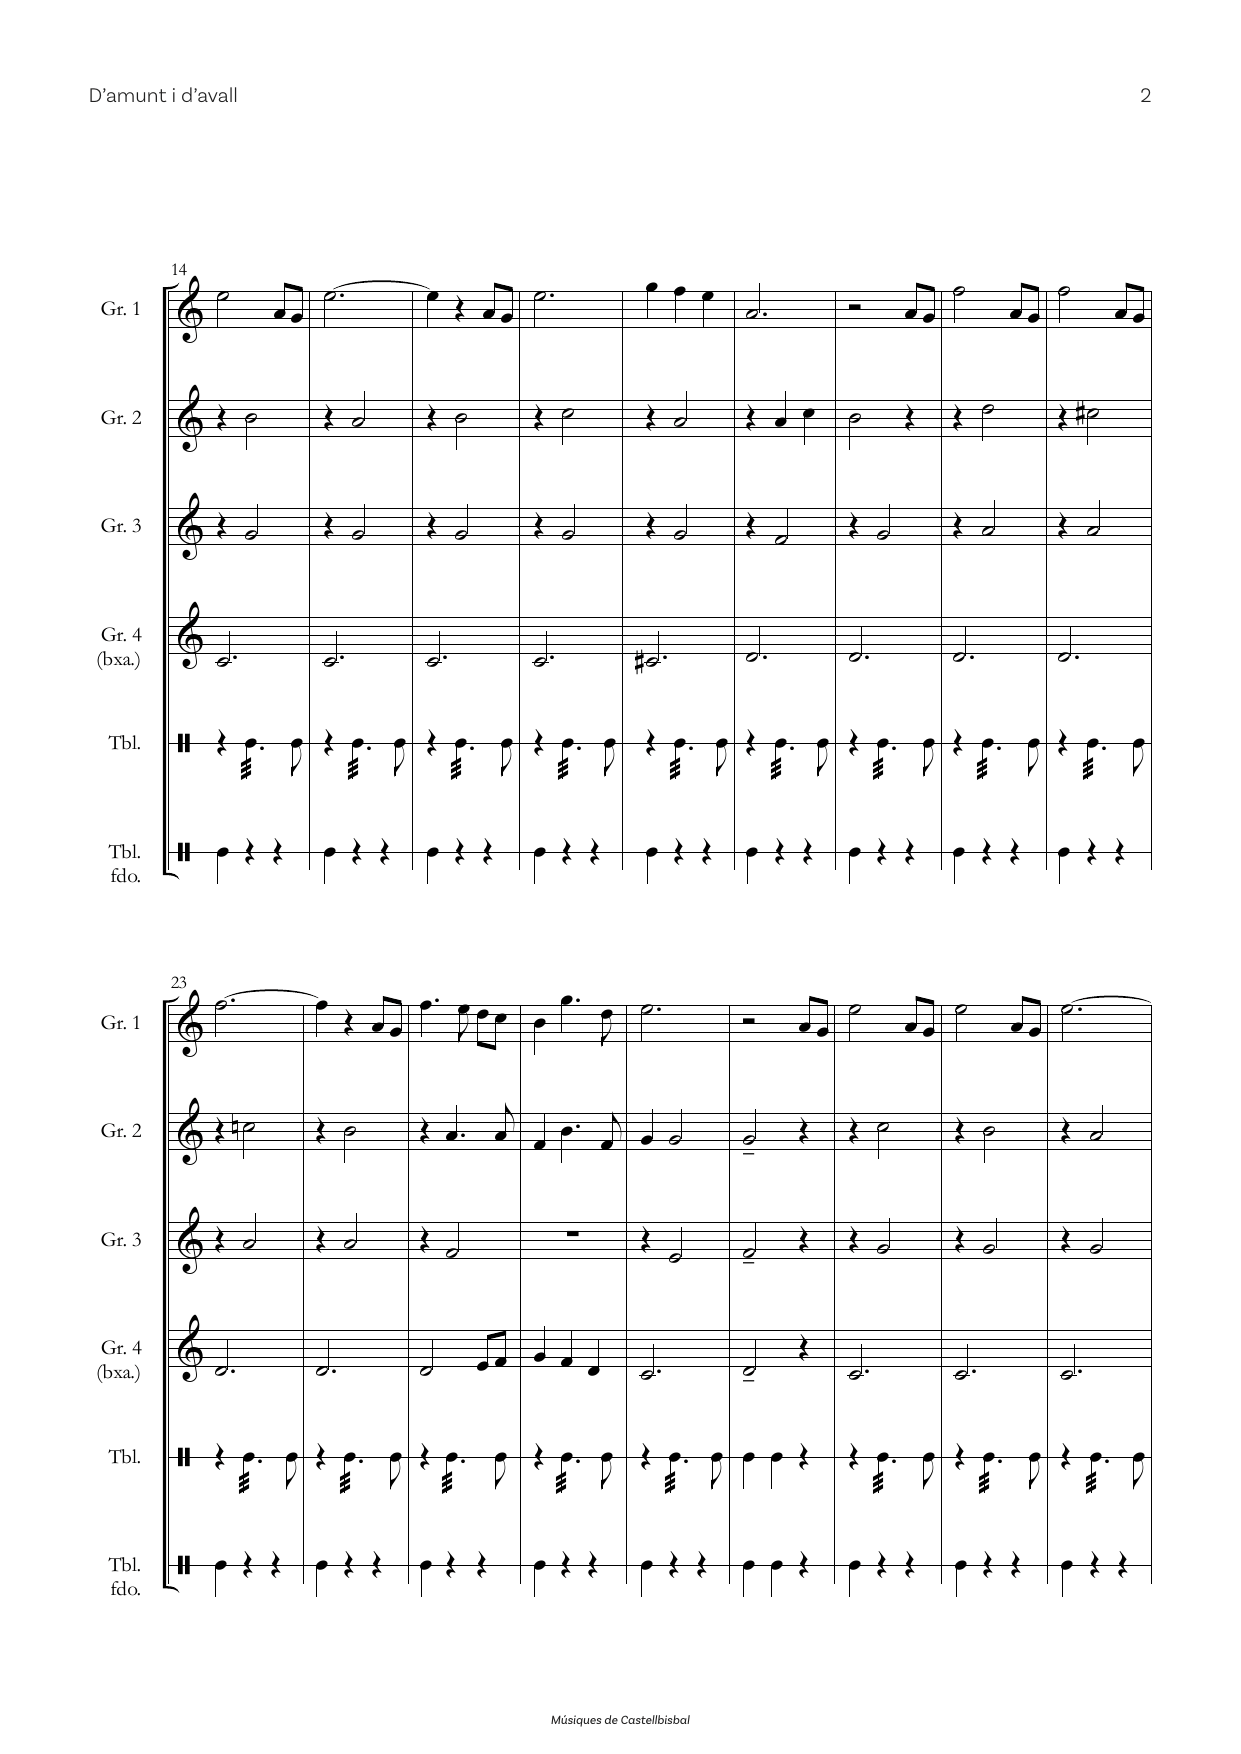 D’amunt i d’avall 2
14
Gr. 1
Gr. 2
Gr. 3
Gr. 4
(bxa.)
Tbl.
Tbl.
fdo.
23
Gr. 1
Gr. 2
Gr. 3
Gr. 4
(bxa.)
Tbl.
Tbl.
fdo.
Músiques de Castellbisbal